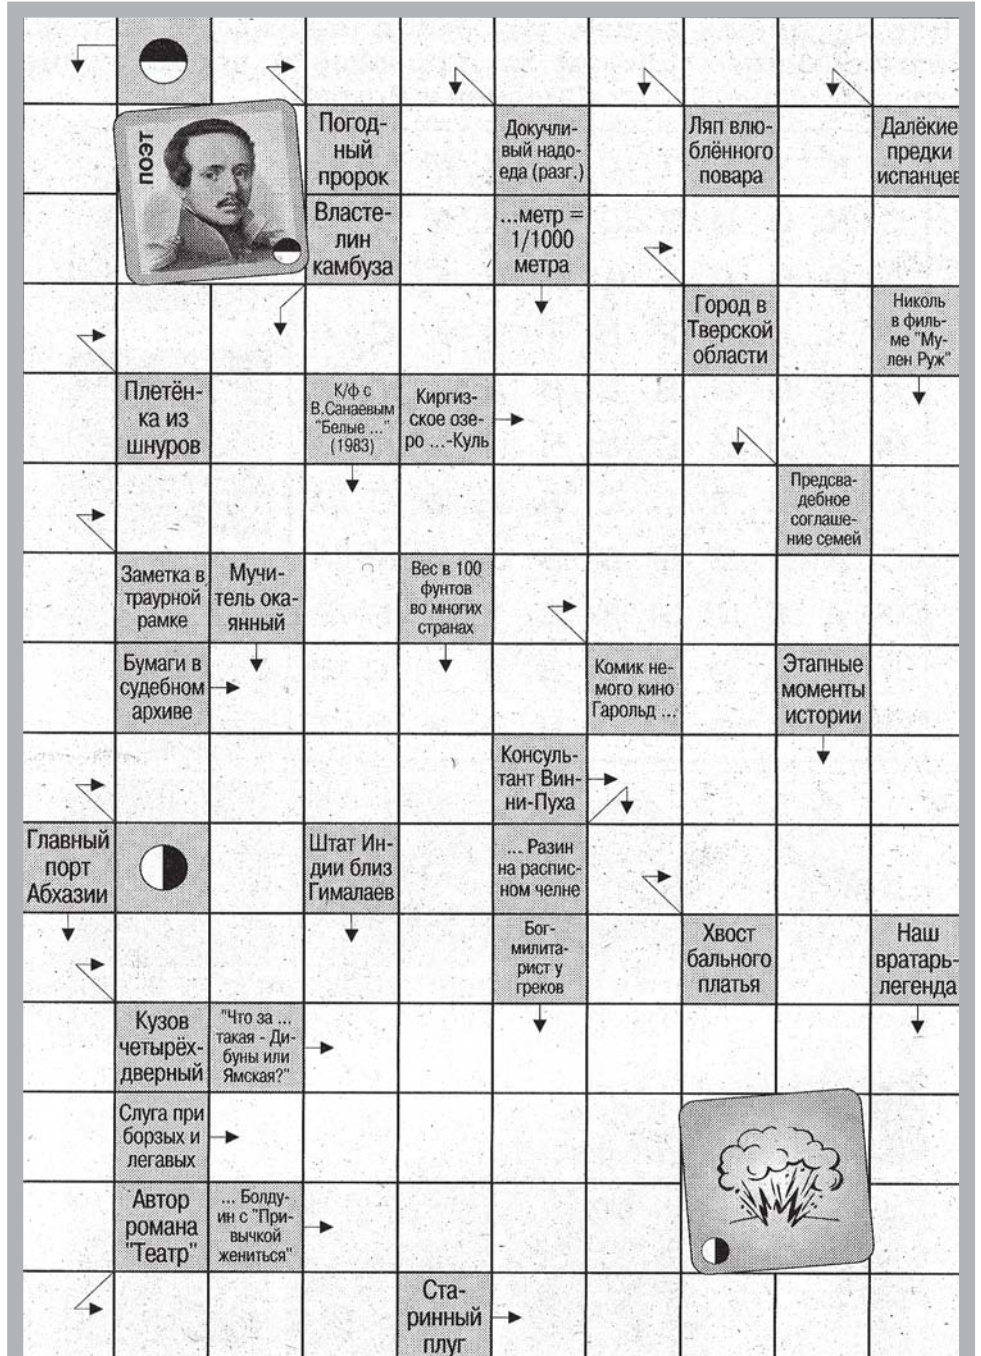 ПОЭТ
Погод-
ный
пророк
Докучли-
вый надо-
еда (разг.)
Ляп влю-
блённого
повара
Далёкие
предки
испанцев
Власте-
лин
камбуза
...метр =
1/1000
метра
Город в
Тверской
области
Николь
в филь-
ме "Му-
лен Руж"
Плетён-
ка из
шнуров
К/ф с
В.Санаевым
"Белые ..."
(1983)
Киргиз-
ское озе-
ро ...-Куль
Предсва-
дебное
соглаше-
ние семей
Заметка в
траурной
рамке
Мучи-
тель ока-
янный
Вес в 100
фунтов
во многих
странах
Бумаги в
судебном
архиве
Комик не-
мого кино
Гарольд ...
Этапные
моменты
истории
Консуль-
тант Вин-
ни-Пуха
Главный
порт
Абхазии
Штат Ин-
дии близ
Гималаев
... Разин
на распис-
ном челне
Бог-
милита-
рист у
греков
Хвост
бального
платья
Наш
вратарь-
легенда
Кузов
четырёх-
дверный
"Что за ...
такая - Ди-
буны или
Ямская?"
Слуга при
борзых и
легавых
Автор
романа
"Театр"
... Болду-
ин с "При-
вычкой
жениться"
Ста-
ринный
плуг